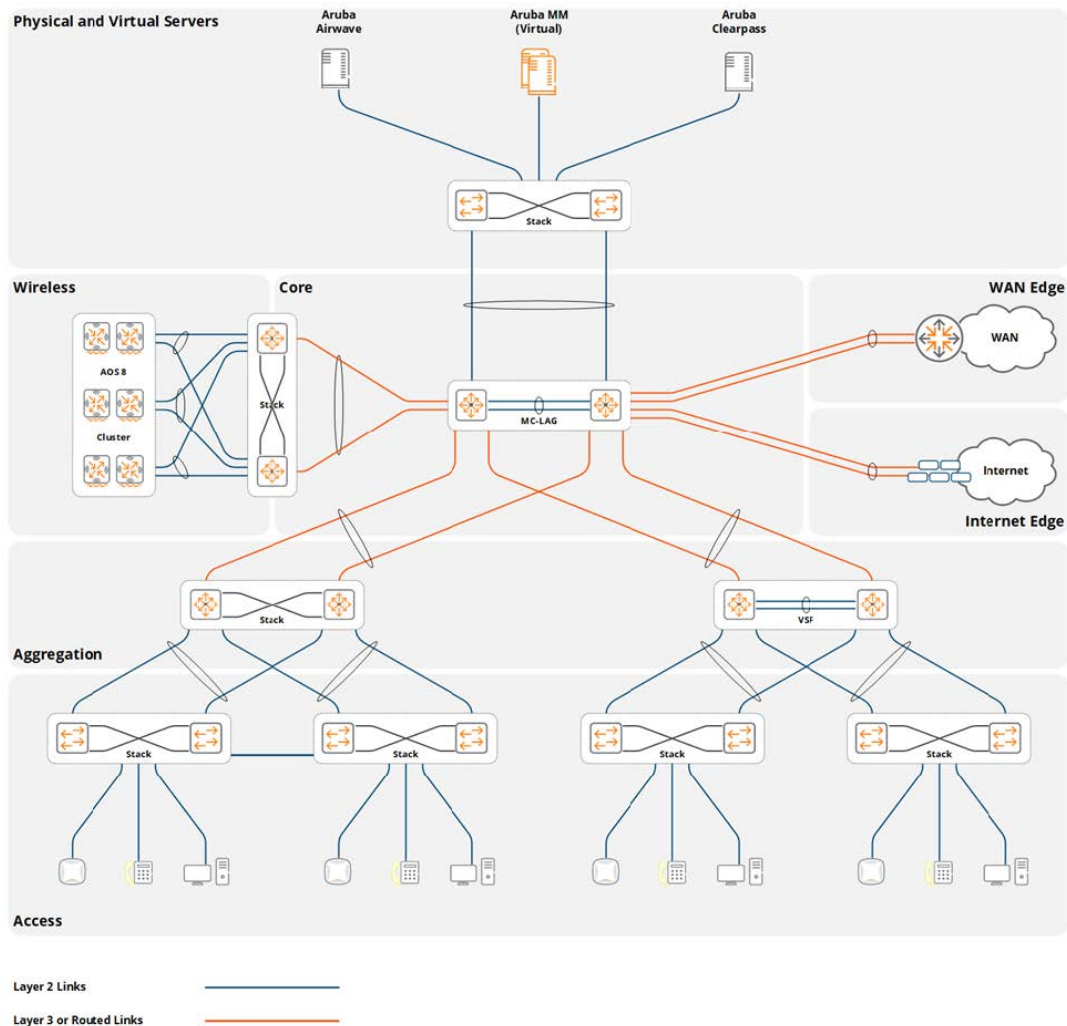 Physical and Virtual Servers
Aruba
Airwave
Aruba MM
(Virtual)
Aruba
Clearpass
Stack
Wireless
Core
WAN Edge
AOS 8
Cluster
Stack
MC-LAG
WAN
Internet
Internet Edge
Stack
VSF
Aggregation
Stack
Stack
Stack
Stack
Access
Layer 2 Links
Layer 3 or Routed Links